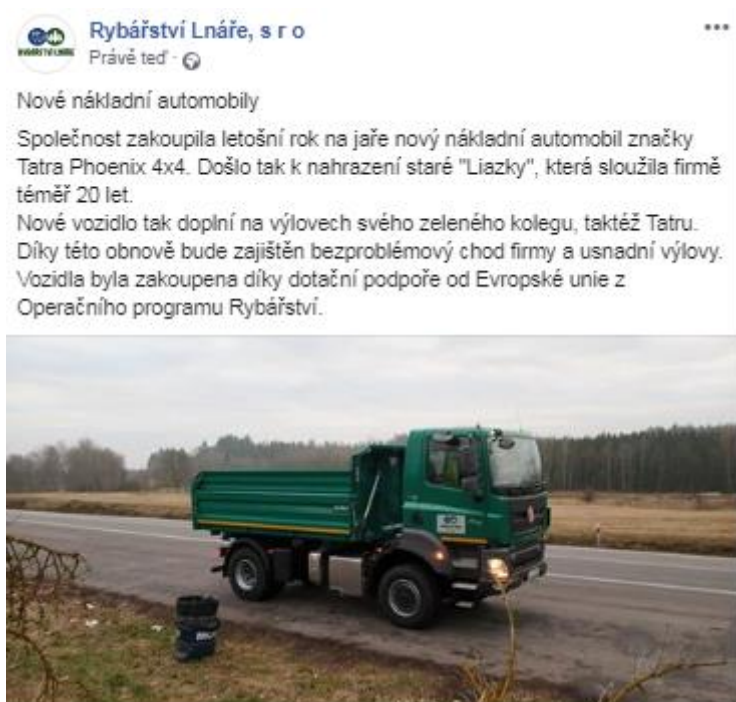 Rybářství Lnáře, s r o
Právě teď ·
Nové nákladní automobily
Společnost zakoupila letošní rok na jaře nový nákladní automobil značky
Tatra Phoenix 4x4. Došlo tak k nahrazení staré "Liazky", která sloužila firmě
téměř 20 let.
Nové vozidlo tak doplní na výlovech svého zeleného kolegu, taktéž Tatru.
Díky této obnově bude zajištěn bezproblémový chod firmy a usnadní výlovy.
Vozidla byla zakoupena díky dotační podpoře od Evropské unie z
Operačního programu Rybářství.